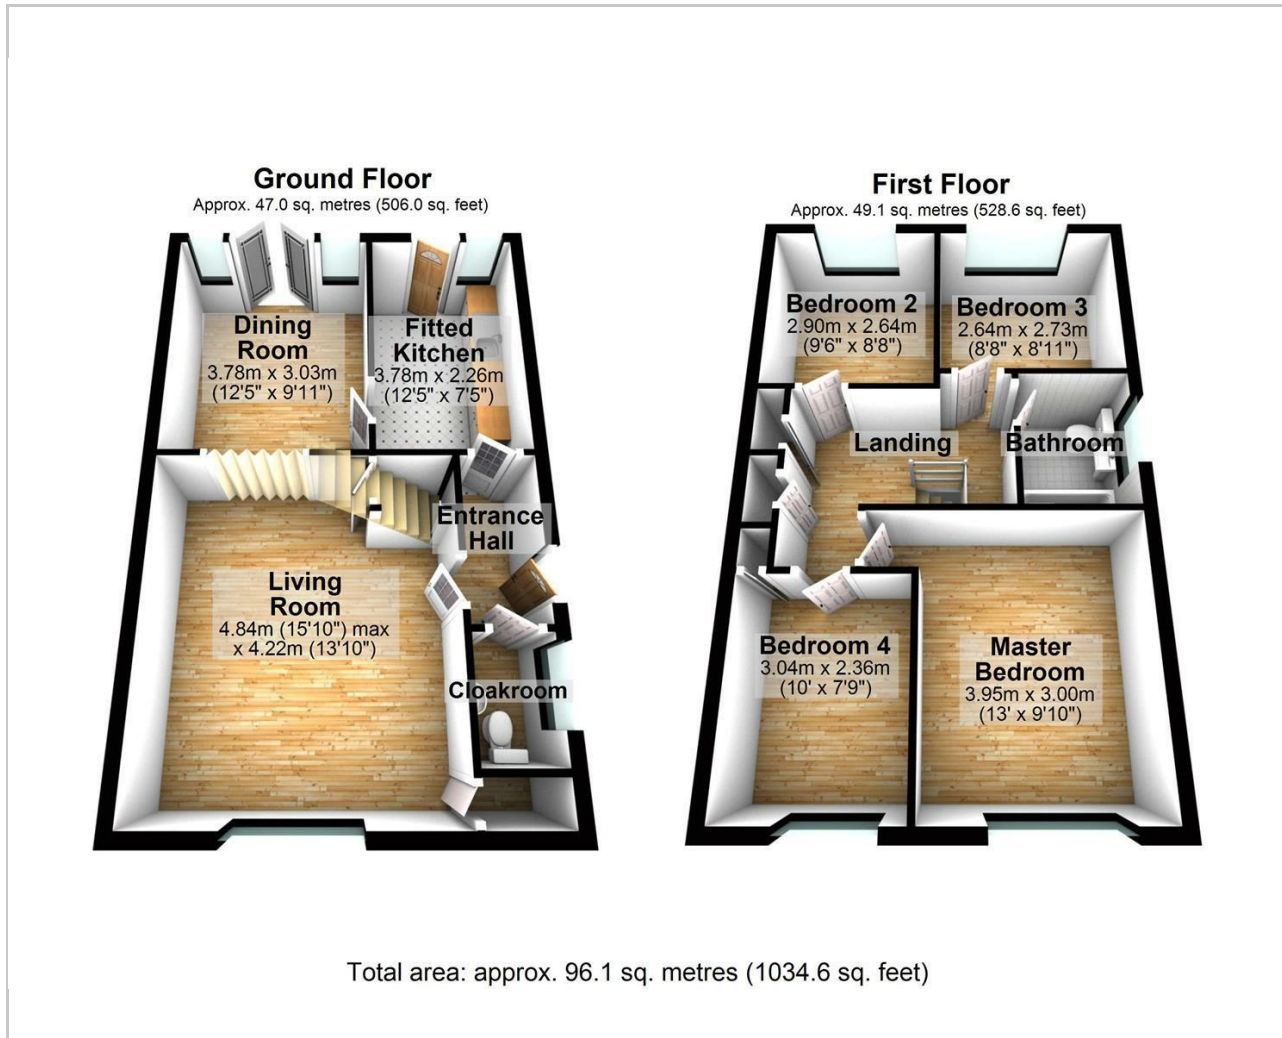 Ground Floor
Approx. 47.0 sq. metres (506.0 sq. feet)
Dining
Room
3.78m x 3.03m
(12'5" x 9'11")
Fitted
Kitchen
3.78m x 2.26m
(12'5" x 7'5")
Entrance
Hall
Living
Room
4.84m (15'10") max
x 4.22m (13'10")
Cloakroom
First Floor
Approx. 49.1 sq. metres (528.6 sq. feet)
Bedroom 2
2.90m x 2.64m
(9'6" x 8'8")
Bedroom 3
2.64m x 2.73m
(8'8" x 8'11")
Landing
Bathroom
Bedroom 4
3.04m x 2.36m
(10' x 7'9")
Master
Bedroom
3.95m x 3.00m
(13' x 9'10")
Total area: approx. 96.1 sq. metres (1034.6 sq. feet)